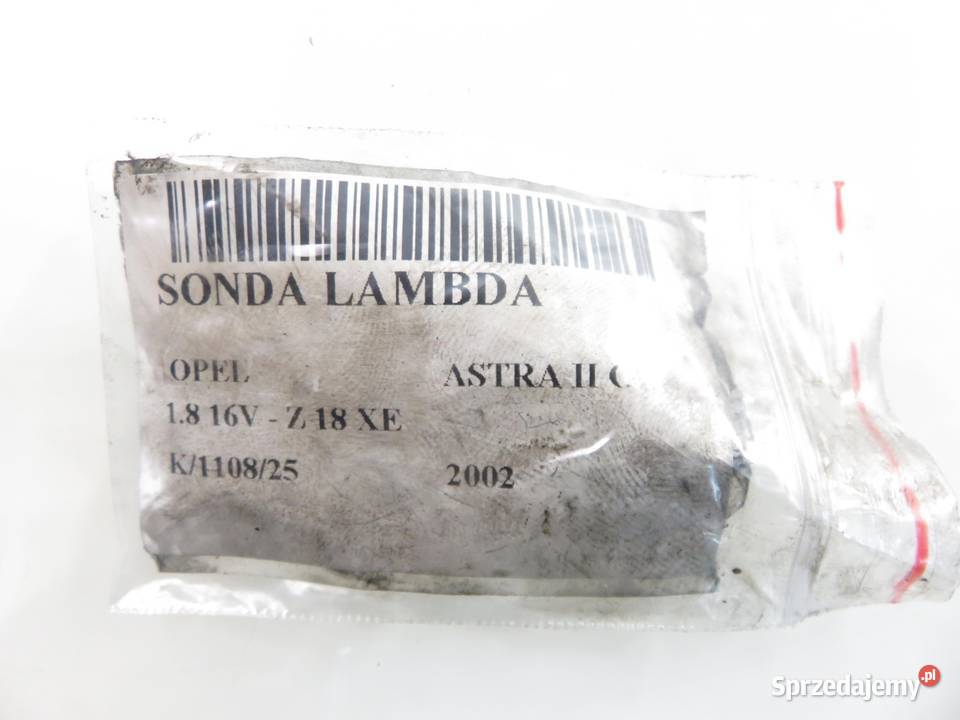 SONDA LAMBDA
OPEL ASTRA II
1.8 16V - Z 18 XE
K/1108/25 2002
Sprzedajemy.pl